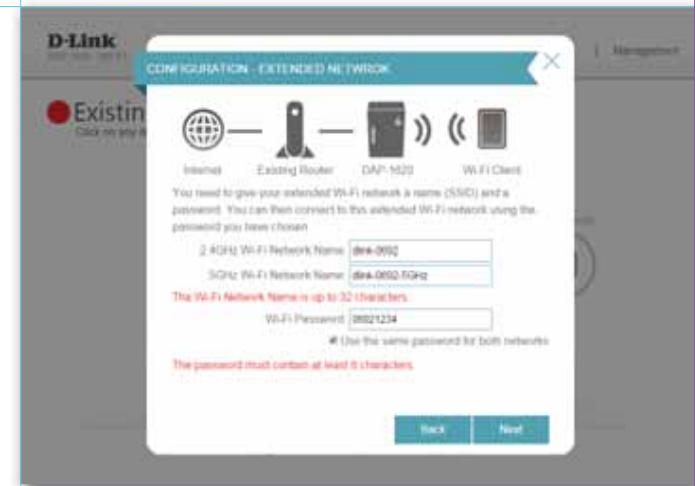 D-Link
Management
CONFIGURATION - EXTENDED NETWROK
Existin
Click on any
Internet
Existing Router
DAP-1620
Wi-Fi Client
You need to give your extended Wi-Fi network a name (SSID) and a
password. You can then connect to this extended Wi-Fi network using the
password you have chosen
2.4GHz Wi-Fi Network Name
dlink-0692
5GHz Wi-Fi Network Name
dlink-0692-5GHz
The Wi-Fi Network Name is up to 32 characters.
Wi-Fi Password
06921234
Use the same password for both networks
The password must contain at least 8 characters.
Back
Next